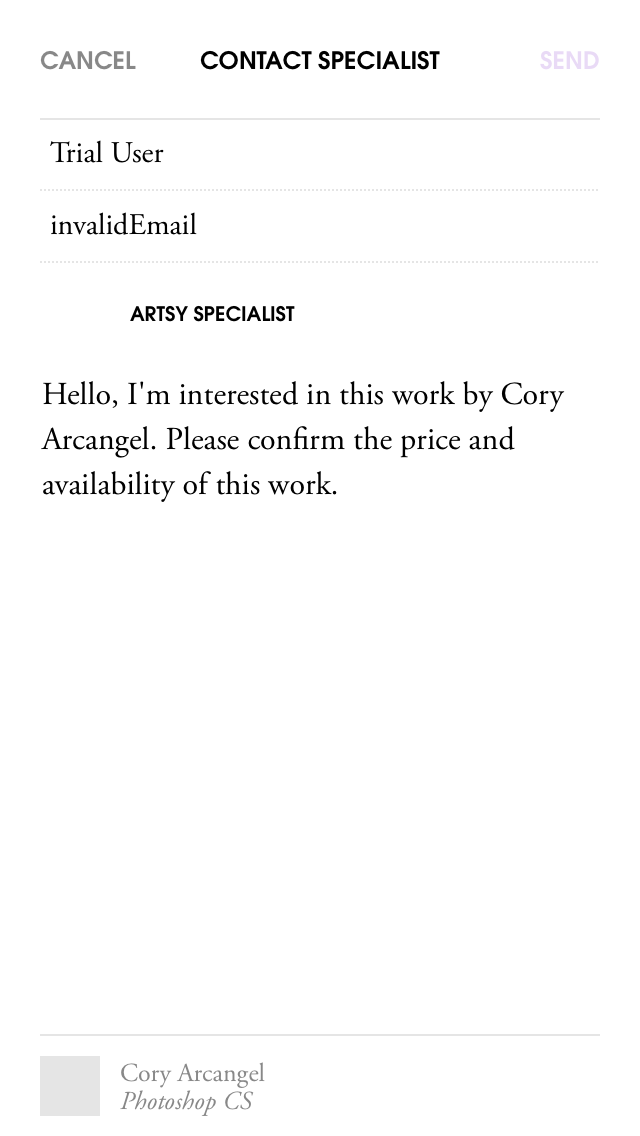 CANCEL CONTACT SPECIALIST SEND
Trial User
invalidEmail
ARTSY SPECIALIST
Hello, I'm interested in this work by Cory
Arcangel. Please confirm the price and
availability of this work.
Cory Arcangel
Photoshop CS